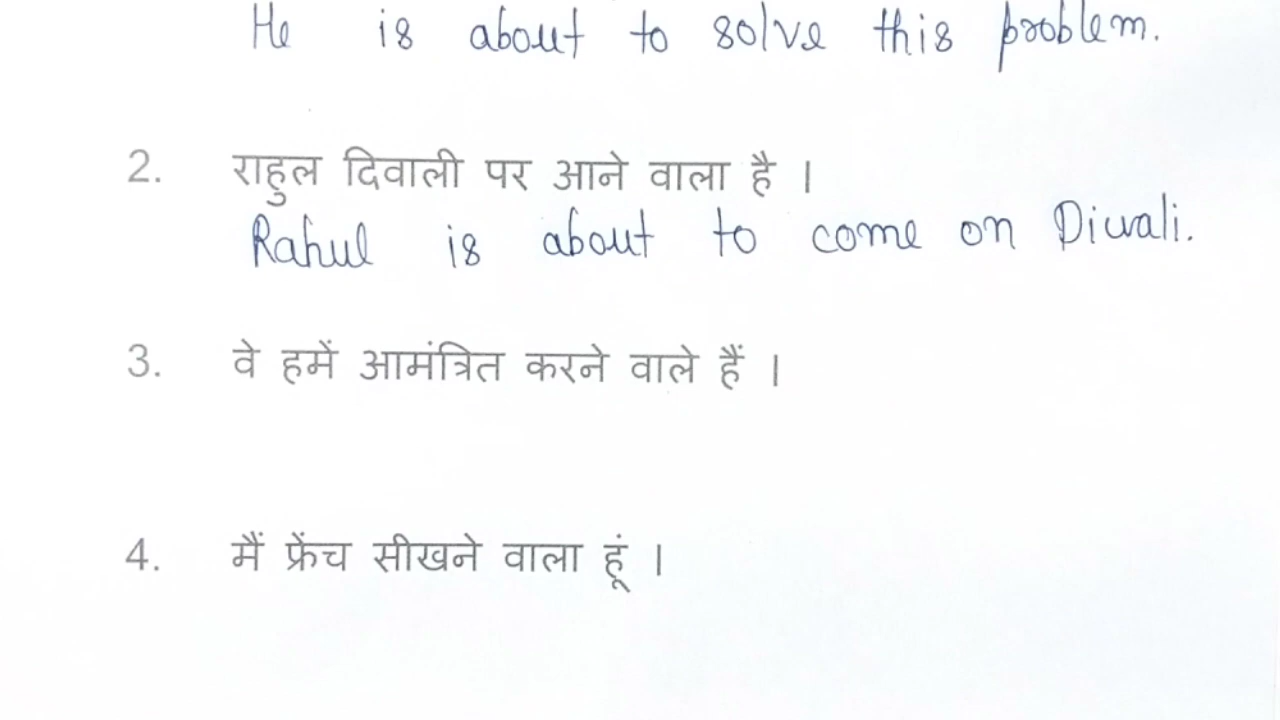 He is about to solve this problem.
2. राहुल दिवाली पर आने वाला है ।
Rahul is about to come on Diwali.
3. वे हमें आमंत्रित करने वाले हैं ।
4. मैं फ्रेंच सीखने वाला हूं ।